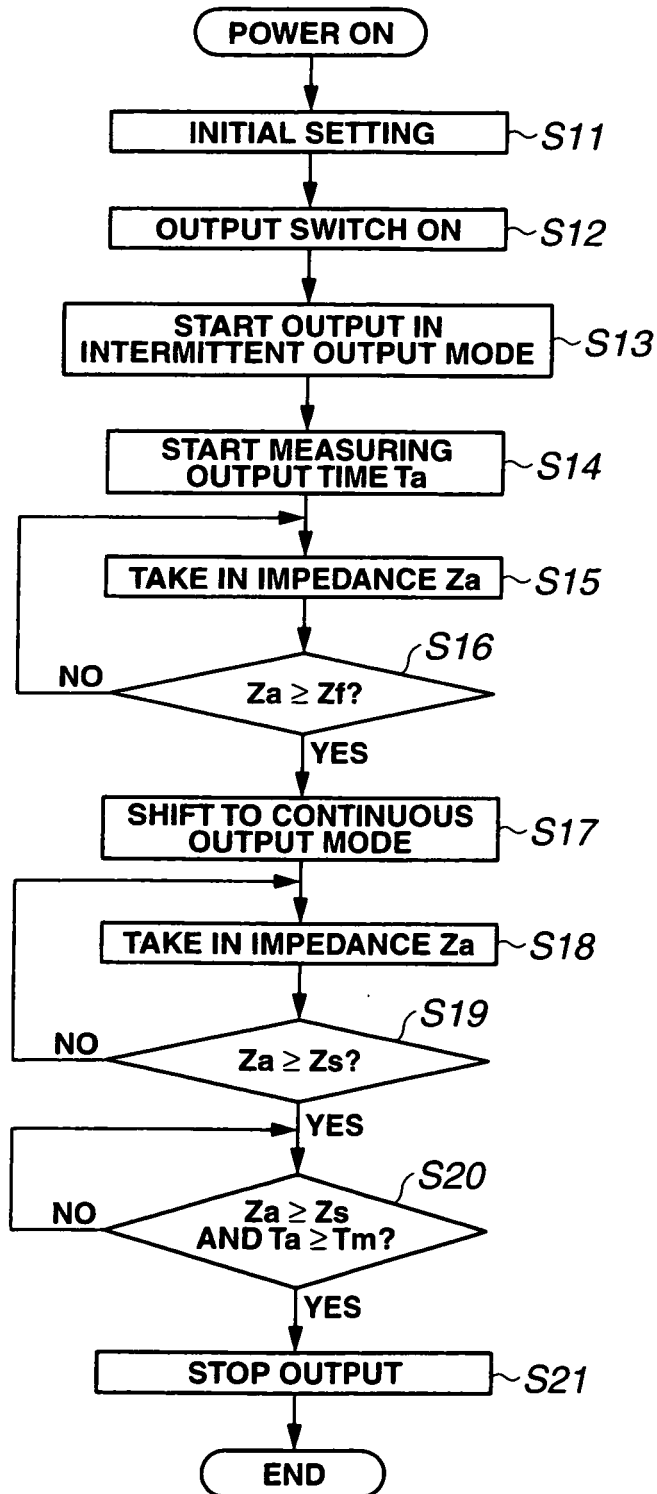 POWER ON
INITIAL SETTING
S11
OUTPUT SWITCH ON
S12
START OUTPUT IN
INTERMITTENT OUTPUT MODE
S13
START MEASURING
OUTPUT TIME Ta
S14
TAKE IN IMPEDANCE Za
S15
S16
NO
Za ≥ Zf?
YES
SHIFT TO CONTINUOUS
OUTPUT MODE
S17
TAKE IN IMPEDANCE Za
S18
S19
NO
Za ≥ Zs?
YES
S20
NO
Za ≥ Zs
AND Ta ≥ Tm?
YES
STOP OUTPUT
S21
END